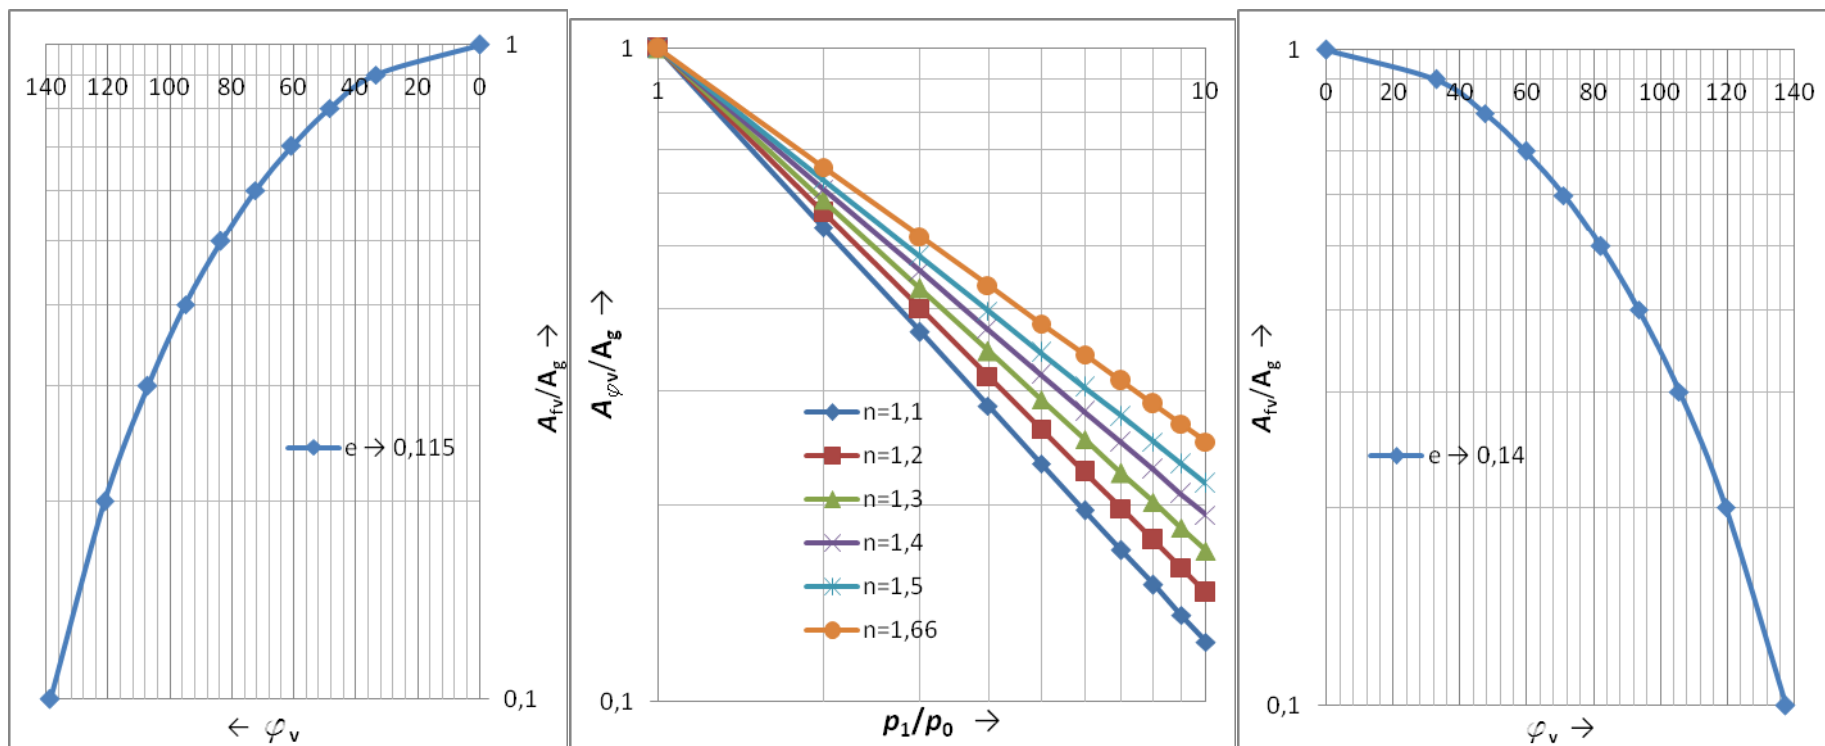 1
140 120 100 80 60 40 20 0
A_fv/A_g →
e → 0,115
0,1
← φ_v
1
1 10
A_φv/A_g →
n=1,1
n=1,2
n=1,3
n=1,4
n=1,5
n=1,66
0,1
p_1/p_0 →
1
0 20 40 60 80 100 120 140
A_fv/A_g →
e → 0,14
0,1
φ_v →